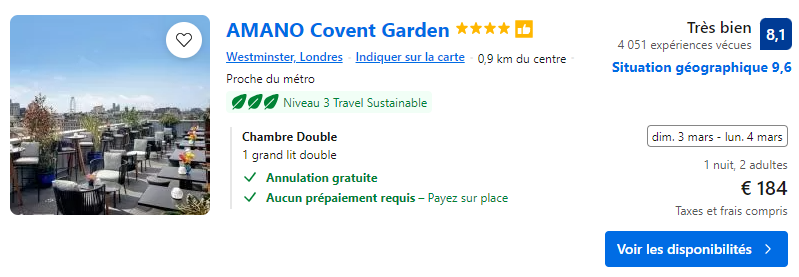 AMANO Covent Garden
Très bien
8,1
4 051 expériences vécues
Westminster, Londres · Indiquer sur la carte · 0,9 km du centre ·
Situation géographique 9,6
Proche du métro
Niveau 3 Travel Sustainable
Chambre Double
dim. 3 mars - lun. 4 mars
1 grand lit double
1 nuit, 2 adultes
Annulation gratuite
€ 184
Aucun prépaiement requis – Payez sur place
Taxes et frais compris
Voir les disponibilités